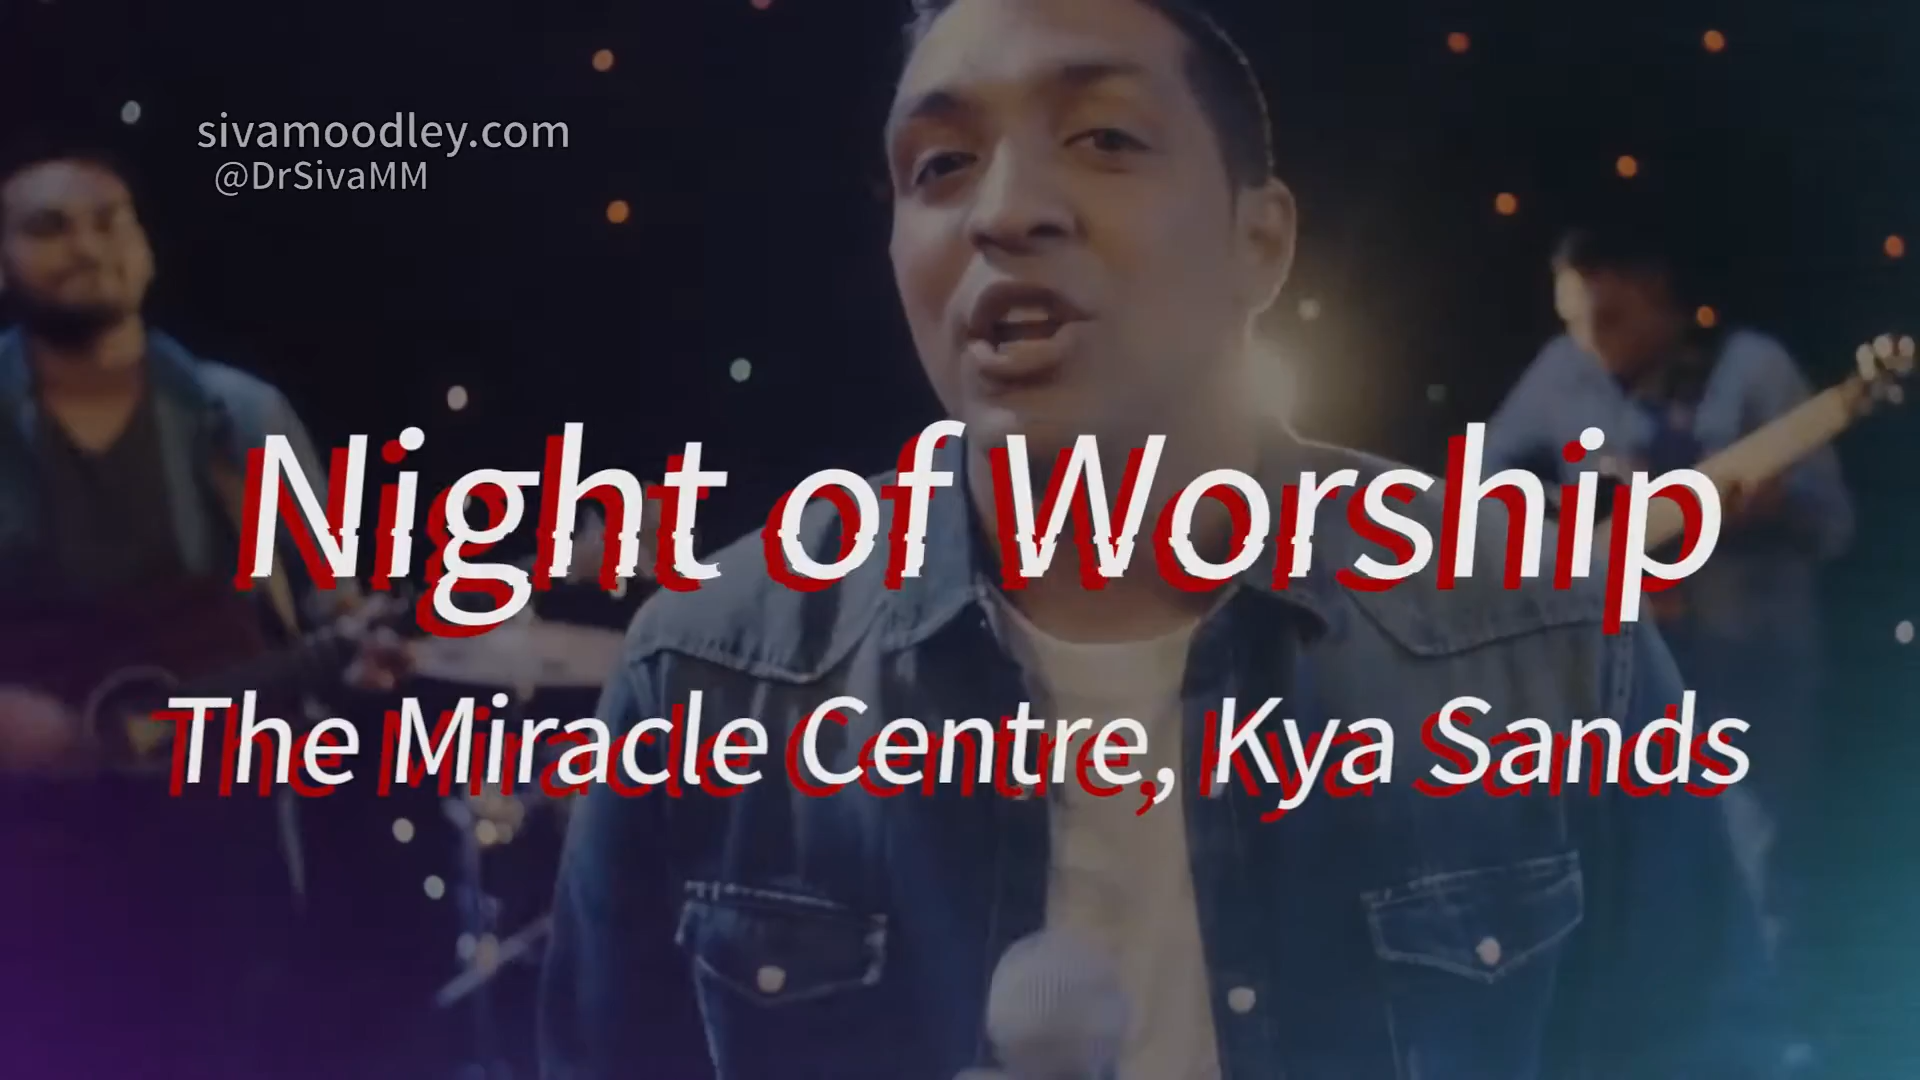 sivamoodley.com
@DrSivaMM
Night of Worship
The Miracle Centre, Kya Sands